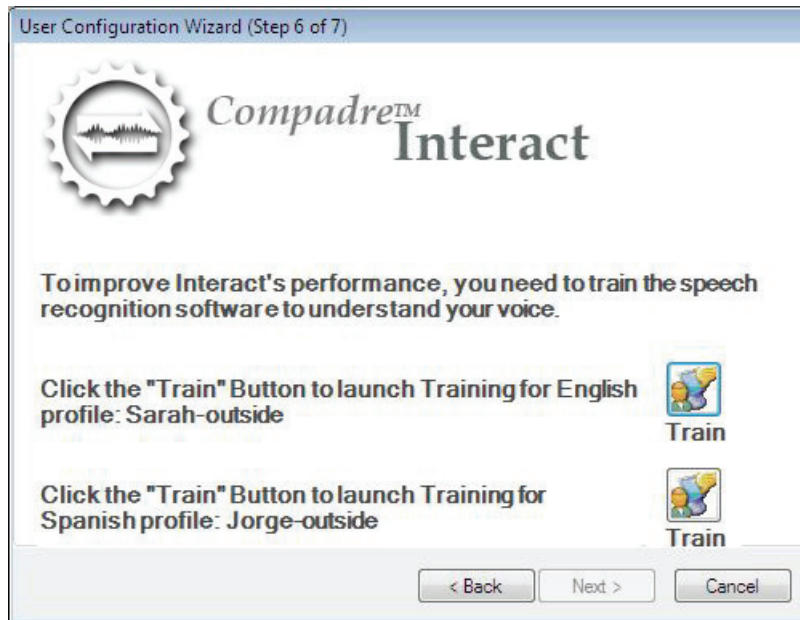 User Configuration Wizard (Step 6 of 7)
Compadre™
Interact
To improve Interact's performance, you need to train the speech
recognition software to understand your voice.
Click the "Train" Button to launch Training for English
profile: Sarah-outside
Train
Click the "Train" Button to launch Training for
Spanish profile: Jorge-outside
Train
< Back
Next >
Cancel